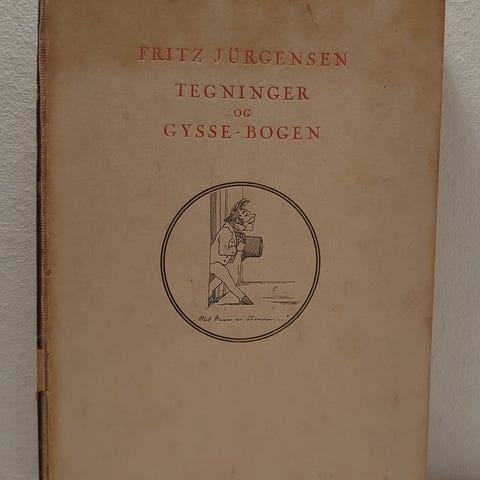 FRITZ JÜRGENSEN
TEGNINGER
OG
GYSSE-BOGEN